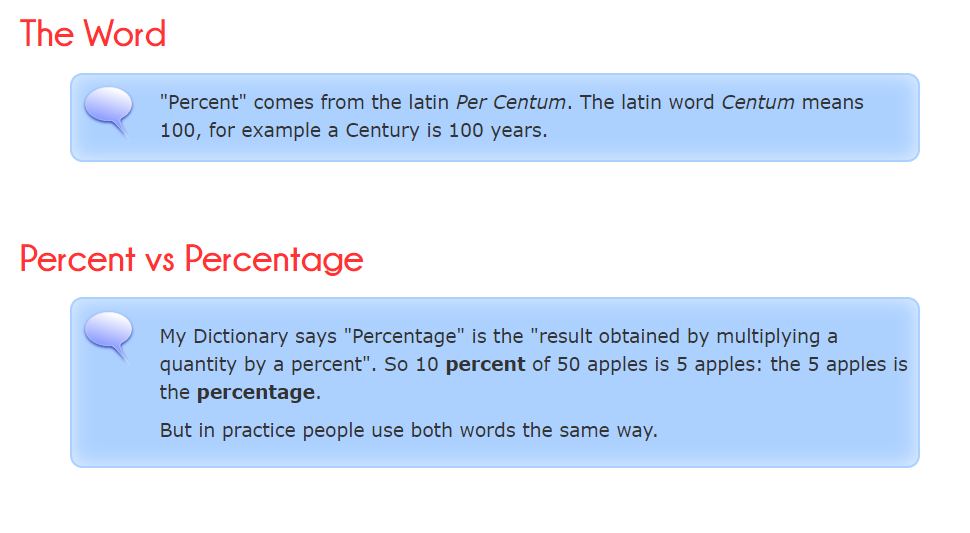 The Word
"Percent" comes from the latin Per Centum. The latin word Centum means
100, for example a Century is 100 years.
Percent vs Percentage
My Dictionary says "Percentage" is the "result obtained by multiplying a
quantity by a percent". So 10 percent of 50 apples is 5 apples: the 5 apples is
the percentage.
But in practice people use both words the same way.